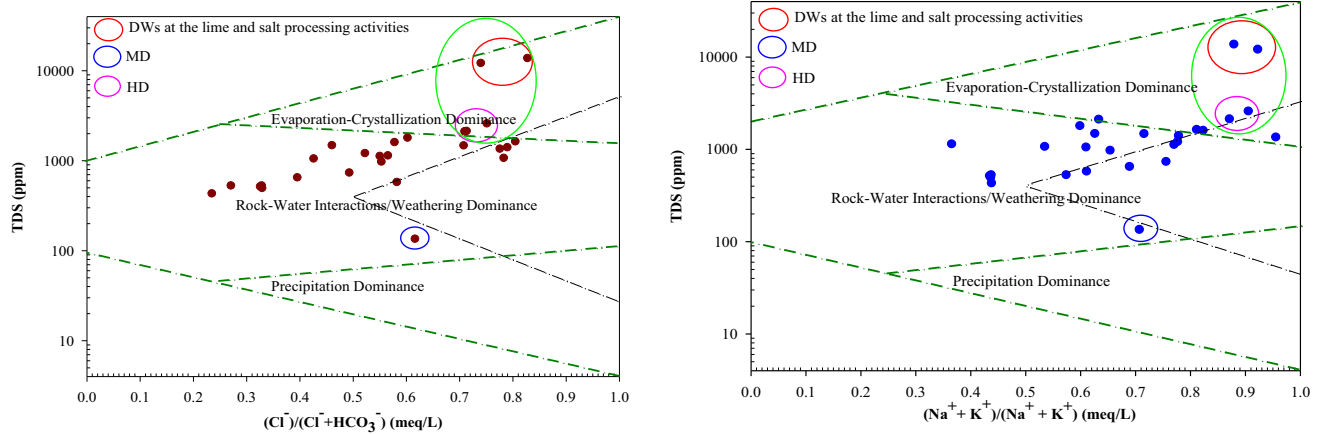 DWs at the lime and salt processing activities
MD
HD
10000
1000
100
10
TDS (ppm)
Evaporation-Crystallization Dominance
Rock-Water Interactions/Weathering Dominance
Precipitation Dominance
0.0 0.1 0.2 0.3 0.4 0.5 0.6 0.7 0.8 0.9 1.0
(Cl⁻)/(Cl⁻+HCO₃⁻) (meq/L)
DWs at the lime and salt processing activities
MD
HD
10000
1000
100
10
TDS (ppm)
Evaporation-Crystallization Dominance
Rock-Water Interactions/Weathering Dominance
Precipitation Dominance
0.0 0.1 0.2 0.3 0.4 0.5 0.6 0.7 0.8 0.9 1.0
(Na⁺+ K⁺)/(Na⁺ + K⁺) (meq/L)